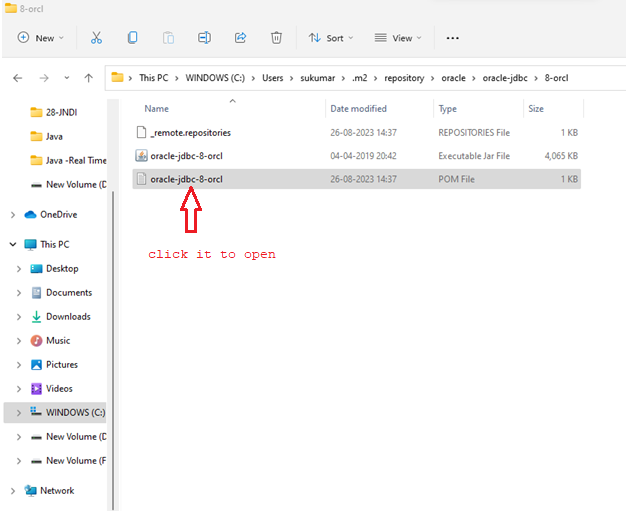 8-orcl
New Sort View ...
This PC > WINDOWS (C:) > Users > sukumar > .m2 > repository > oracle > oracle-jdbc > 8-orcl
Name Date modified Type Size
28-JNDI
Java
Java -Real Time
New Volume (D
OneDrive
This PC
Desktop
Documents
Downloads
Music
Pictures
Videos
WINDOWS (C:)
New Volume (D
New Volume (F
Network
_remote.repositories 26-08-2023 14:37 REPOSITORIES File 1 KB
oracle-jdbc-8-orcl 04-04-2019 20:42 Executable Jar File 4,065 KB
oracle-jdbc-8-orcl 26-08-2023 14:37 POM File 1 KB
click it to open